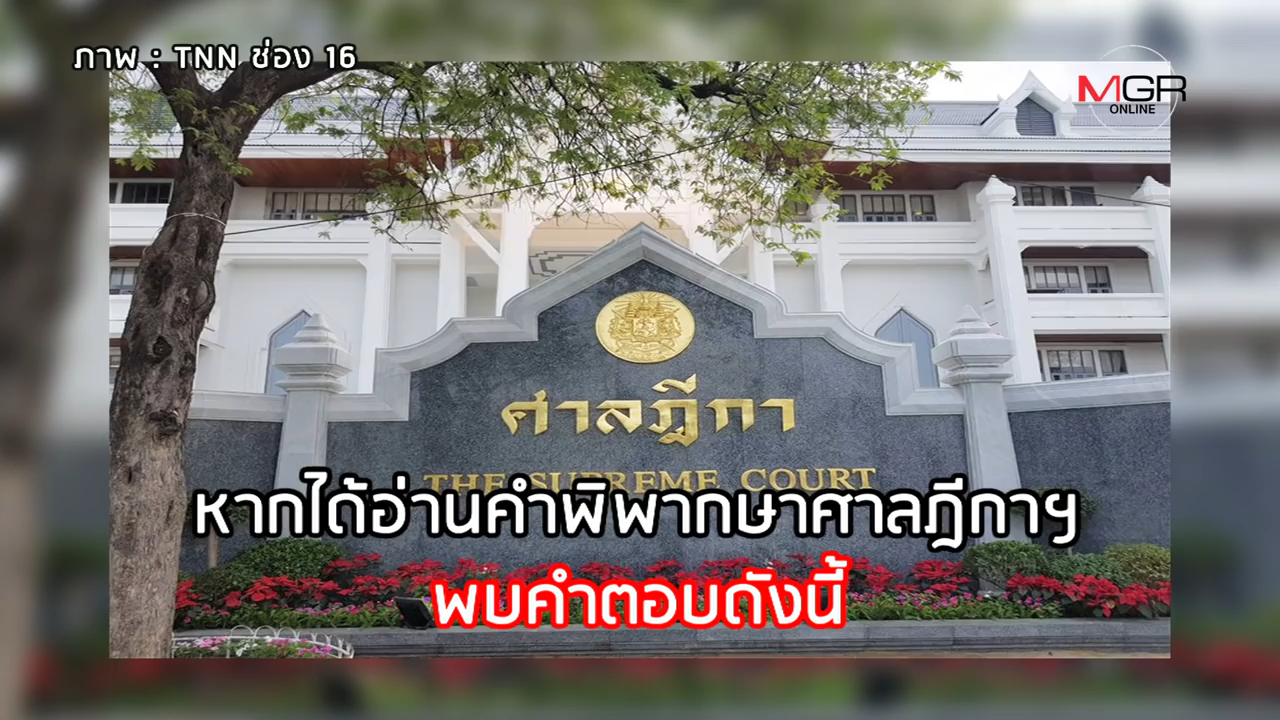 ภาพ : TNN ช่อง 16
MGR
ONLINE
ศาลฎีกา
THE SUPREME COURT
หากได้อ่านคำพิพากษาศาลฎีกาฯ
พบคำตอบดังนี้